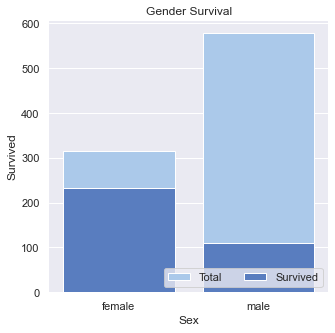 Gender Survival
600
500
400
300
200
100
0
Survived
female
male
Sex
Total
Survived